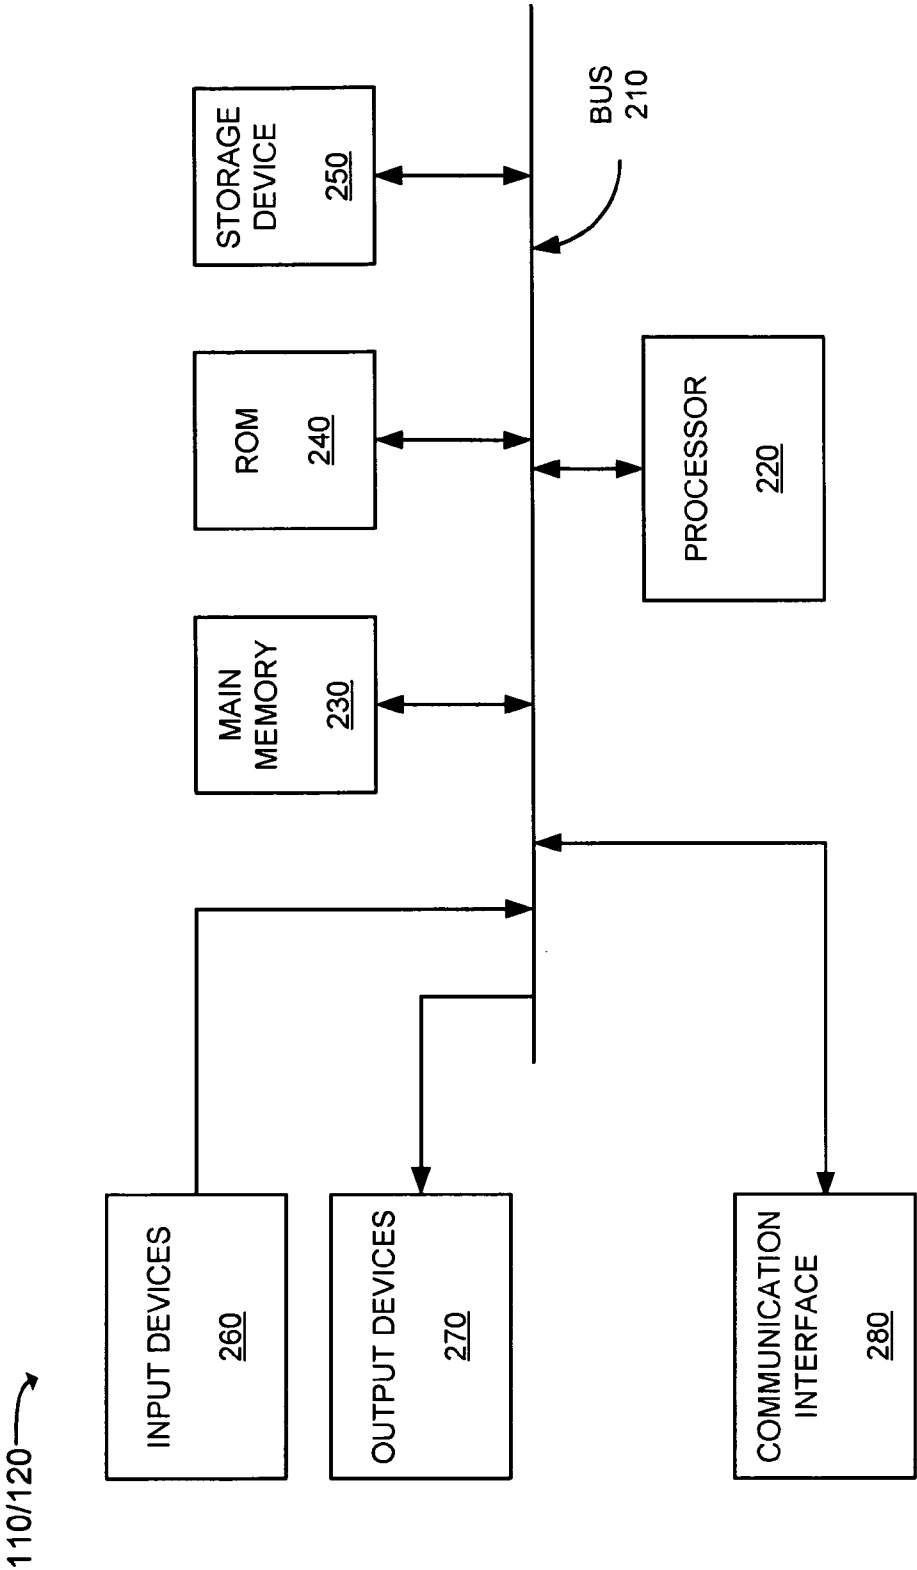 110/120
INPUT DEVICES
260
MAIN
MEMORY
230
ROM
240
STORAGE
DEVICE
250
OUTPUT DEVICES
270
BUS
210
PROCESSOR
220
COMMUNICATION
INTERFACE
280